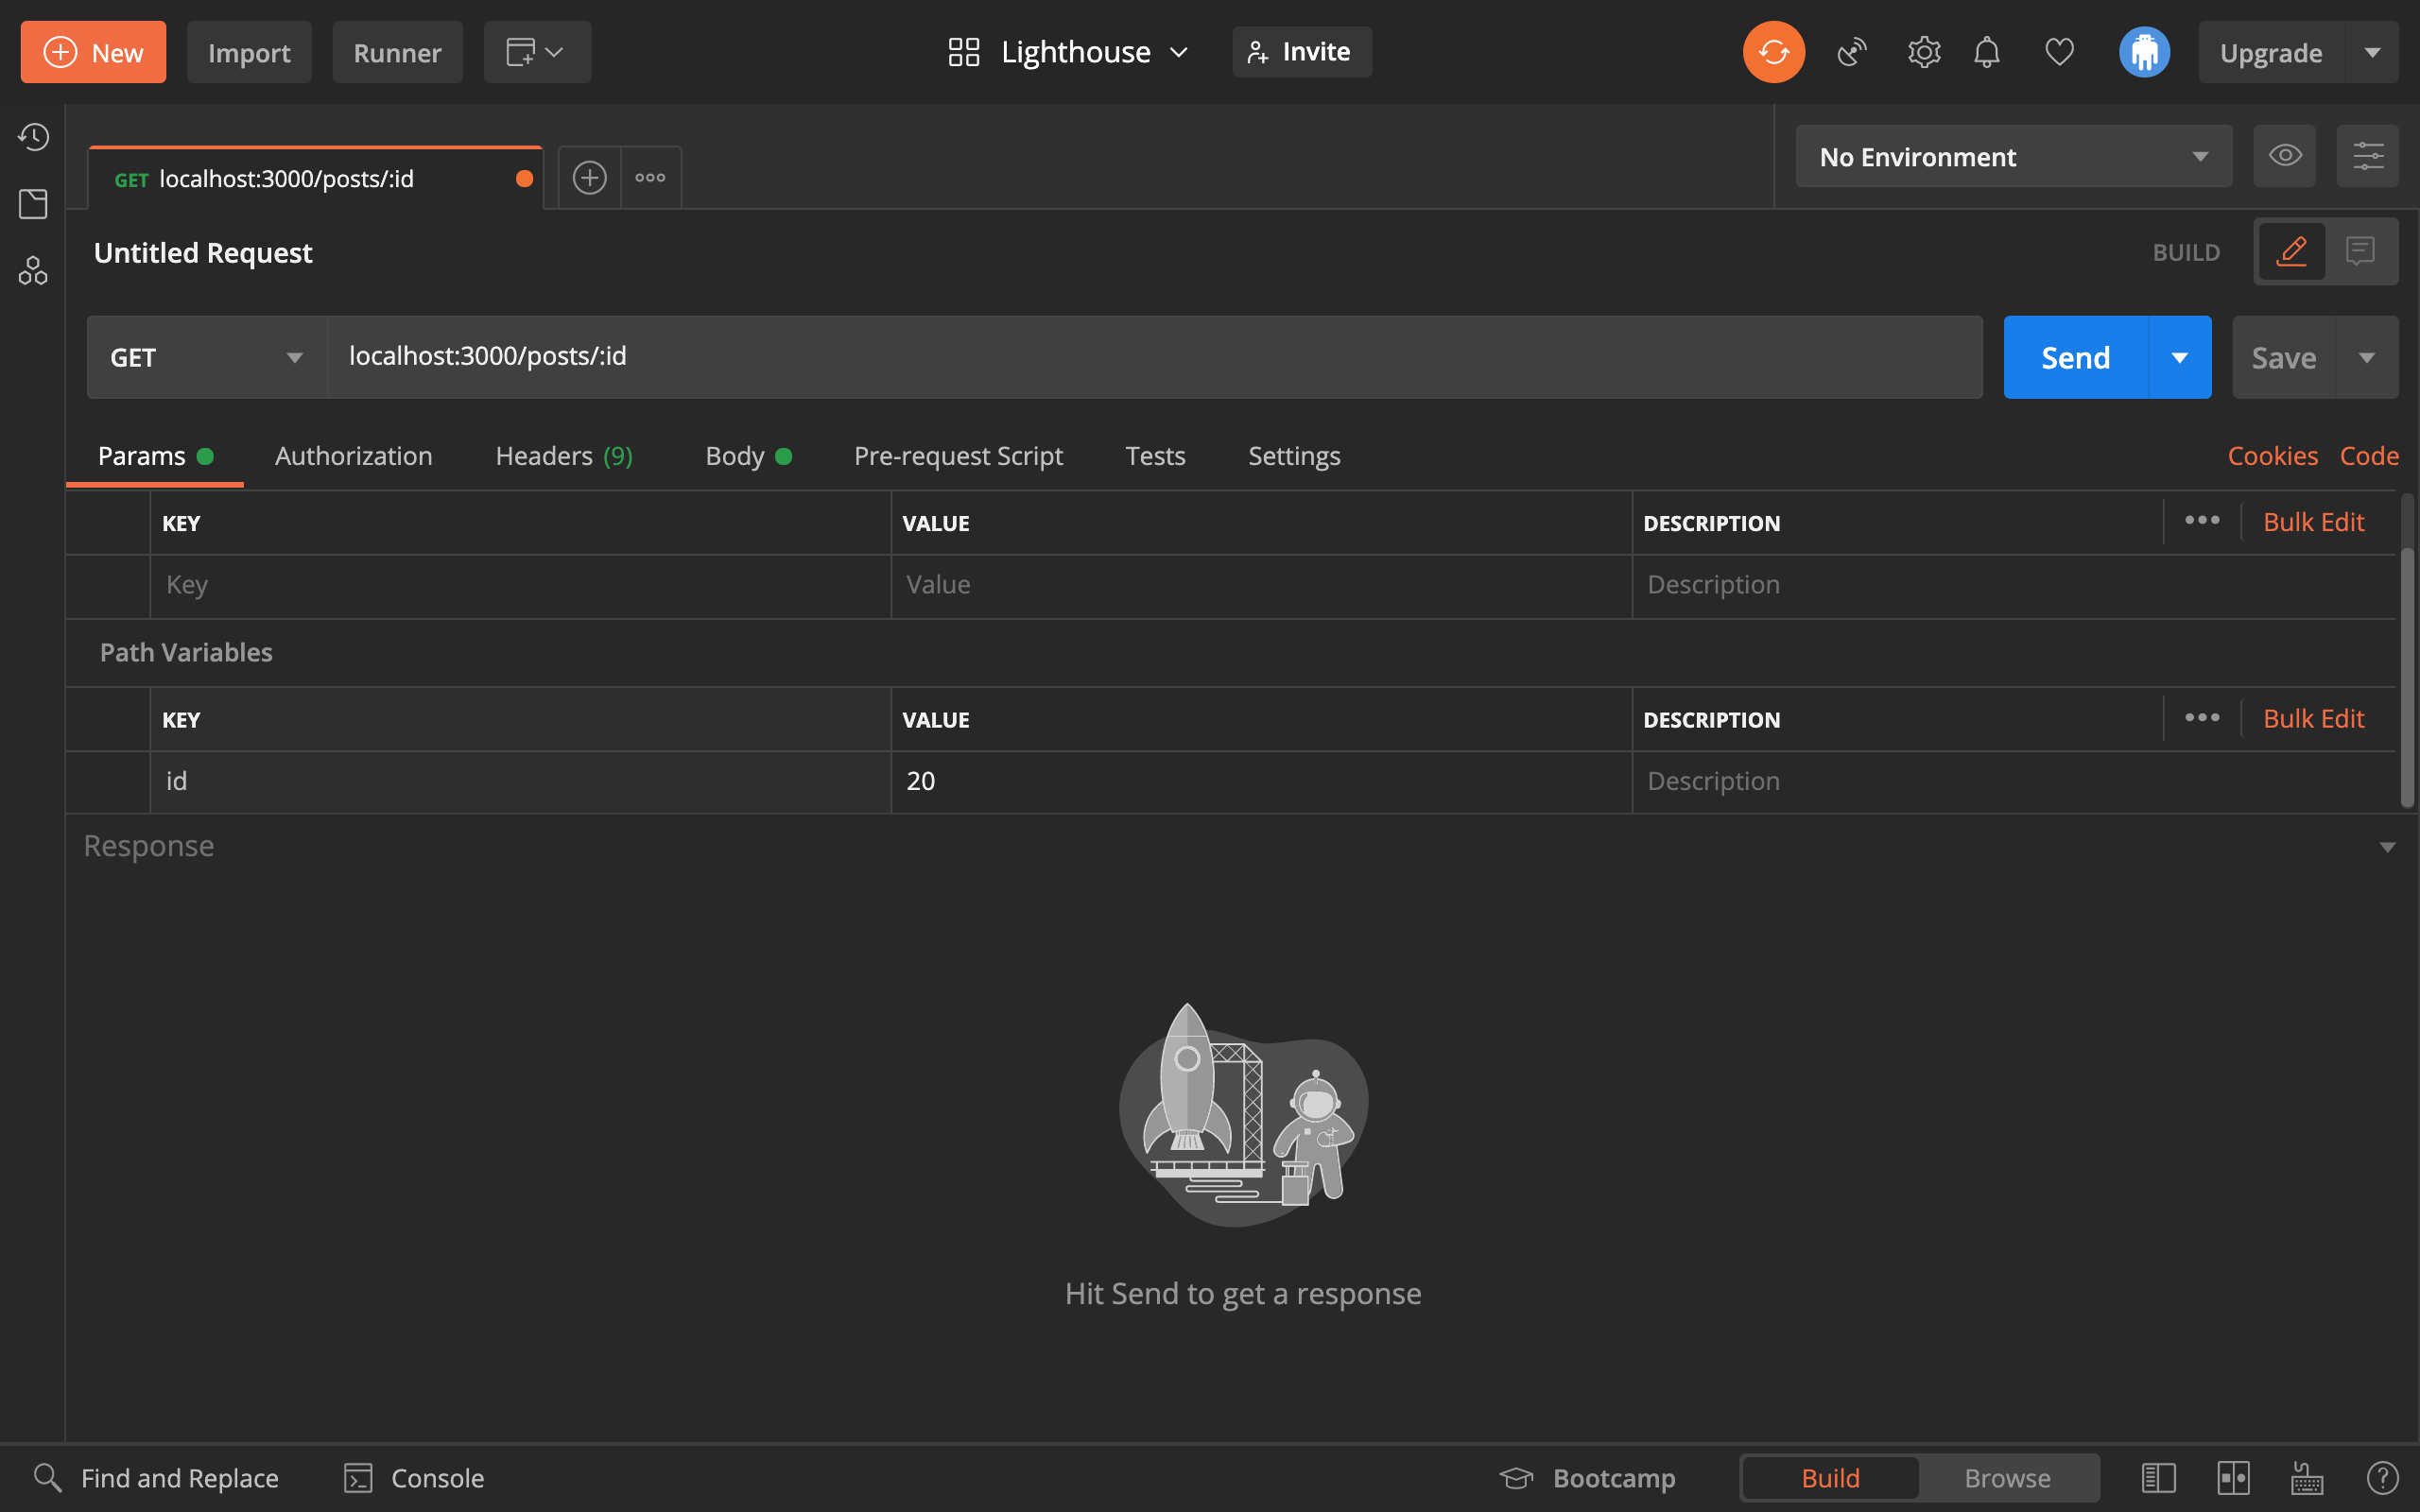 New Import Runner Lighthouse Invite Upgrade
GET localhost:3000/posts/:id No Environment
Untitled Request BUILD
GET localhost:3000/posts/:id Send Save
Params Authorization Headers (9) Body Pre-request Script Tests Settings Cookies Code
KEY VALUE DESCRIPTION Bulk Edit
Key Value Description
Path Variables
KEY VALUE DESCRIPTION Bulk Edit
id 20 Description
Response
Hit Send to get a response
Find and Replace Console Bootcamp Build Browse